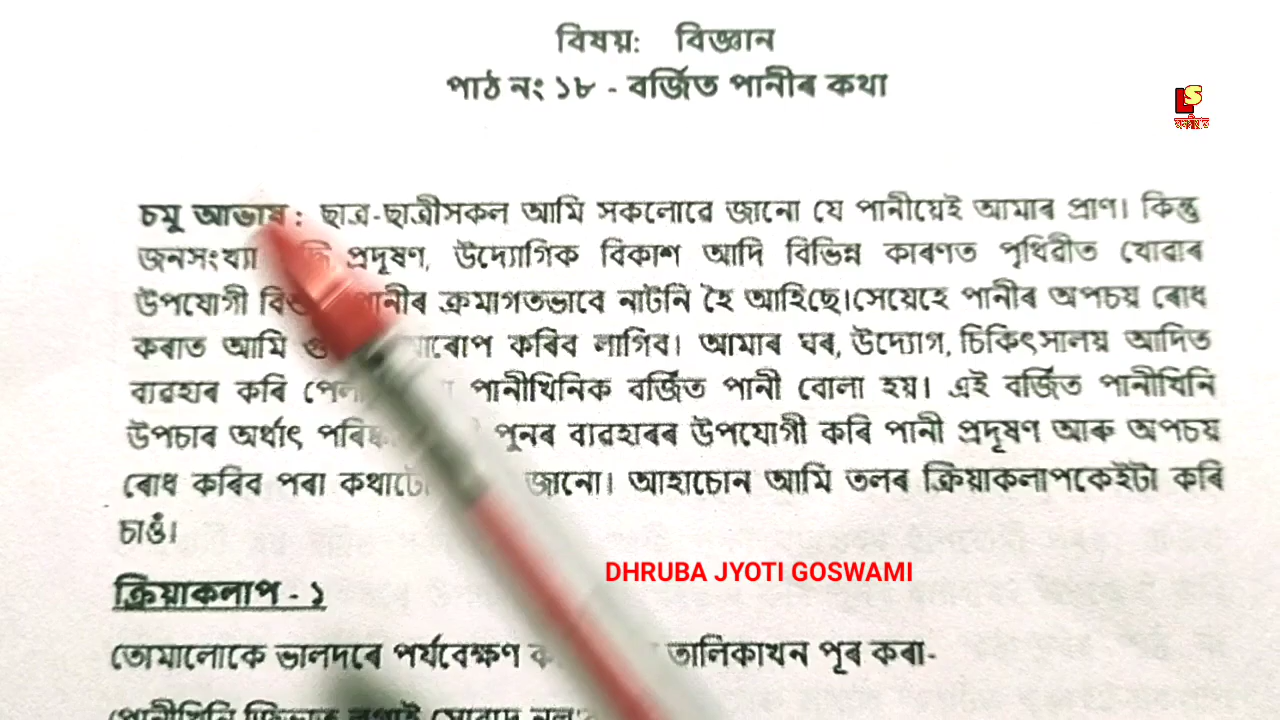 বিষয়: বিজ্ঞান
পাঠ নং ১৮ - বৰ্জিত পানীৰ কথা
LS
চমু আভাষ: ছাত্ৰ-ছাত্ৰীসকল আমি সকলোৱে জানো যে পানীয়েই আমাৰ প্ৰাণ। কিন্তু
জনসংখ্যা প্ৰদূষণ, উদ্যোগিক বিকাশ আদি বিভিন্ন কাৰণত পৃথিৱীত খোৱাৰ
উপযোগী পানীৰ ক্ৰমাগতভাবে নাটনি হৈ আহিছে।সেয়েহে পানীৰ অপচয় ৰোধ
কৰাত আমি কৰিব লাগিব। আমাৰ ঘৰ, উদ্যোগ, চিকিৎসালয় আদিত
ব্যৱহাৰ কৰি পানীখিনিক বৰ্জিত পানী বোলা হয়। এই বৰ্জিত পানীখিনি
উপচাৰ অৰ্থাৎ পুনৰ ব্যৱহাৰৰ উপযোগী কৰি পানী প্ৰদূষণ আৰু অপচয়
ৰোধ কৰিব পৰা জানো। আহাচোন আমি তলৰ ক্ৰিয়াকলাপকেইটা কৰি
চাওঁ।
DHRUBA JYOTI GOSWAMI
ক্ৰিয়াকলাপ - ১
তোমালোকে ভালদৰে পৰ্যবেক্ষণ তালিকাখন পূৰ কৰা-
পানীখিনি